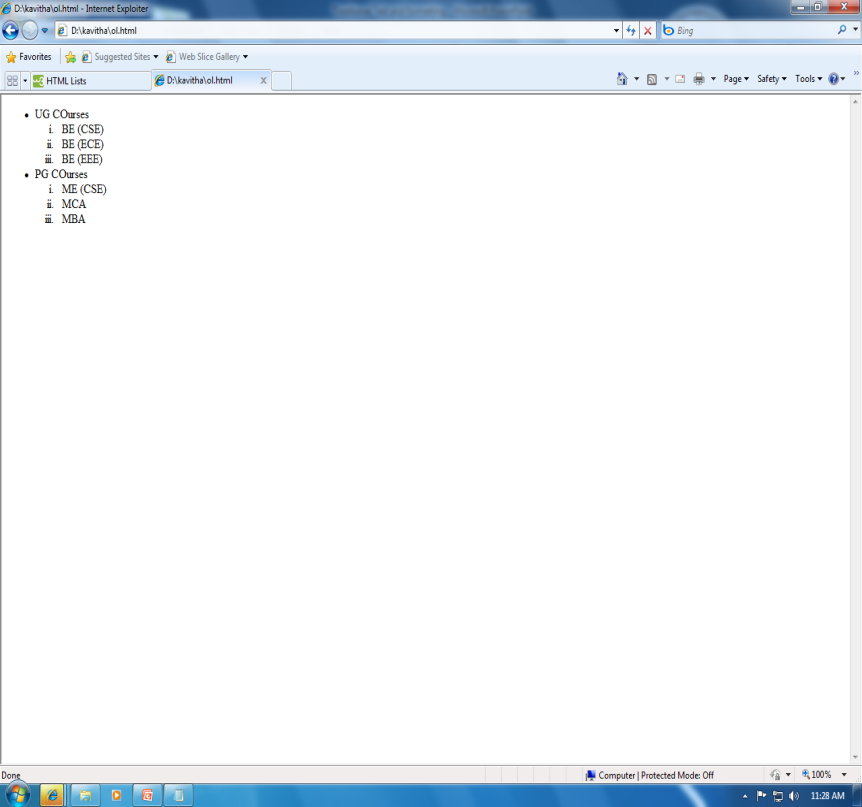 D:\kavitha\ol.html - Internet Exploiter
D:\kavitha\ol.html
Bing
Favorites Suggested Sites Web Slice Gallery
HTML Lists D:\kavitha\ol.html x Page Safety Tools
• UG COurses
i. BE (CSE)
ii. BE (ECE)
iii. BE (EEE)
• PG COurses
i. ME (CSE)
ii. MCA
iii. MBA
Done Computer | Protected Mode: Off 100%
11:28 AM